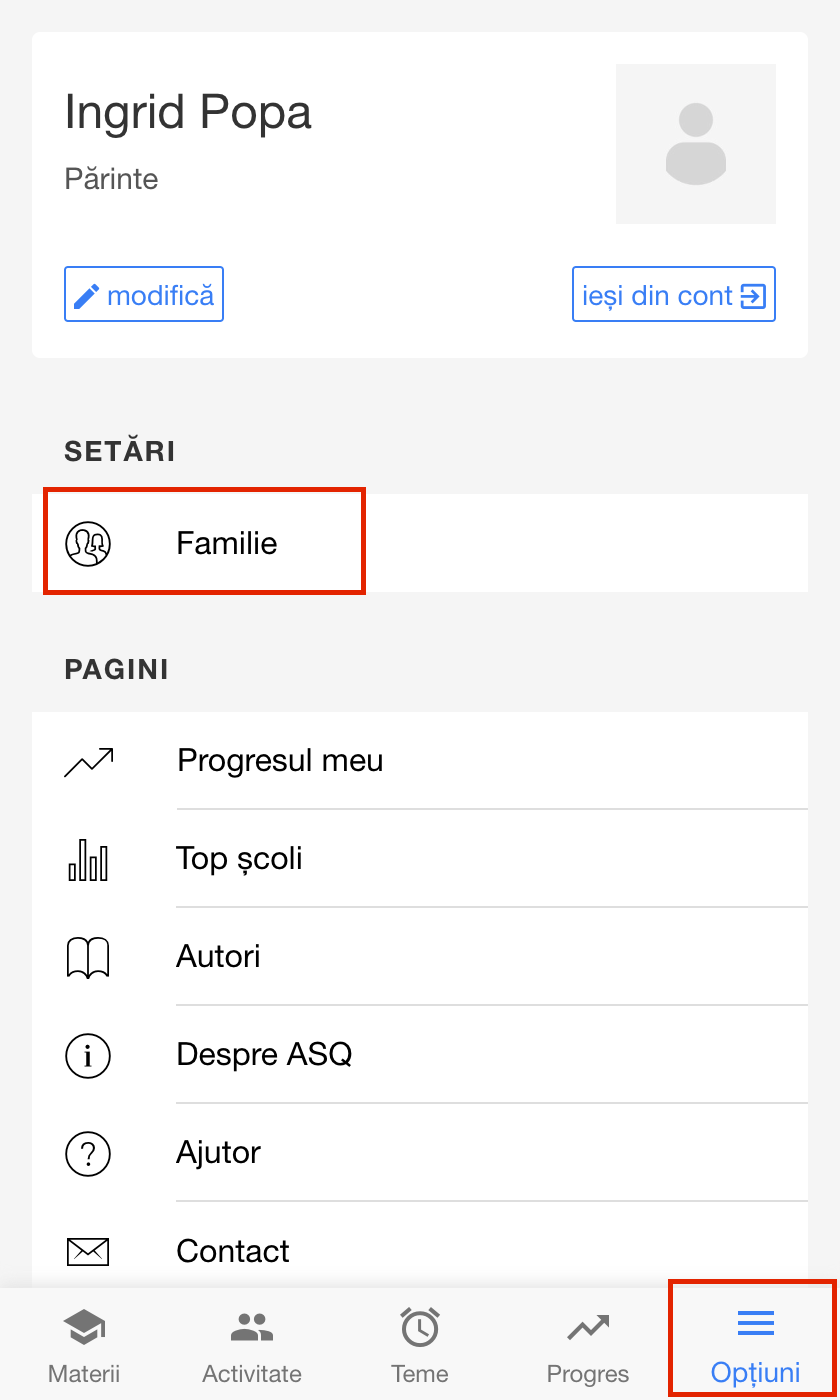 Ingrid Popa
Părinte
modifică
ieși din cont
SETĂRI
Familie
PAGINI
Progresul meu
Top școli
Autori
Despre ASQ
Ajutor
Contact
Materii
Activitate
Teme
Progres
Opțiuni